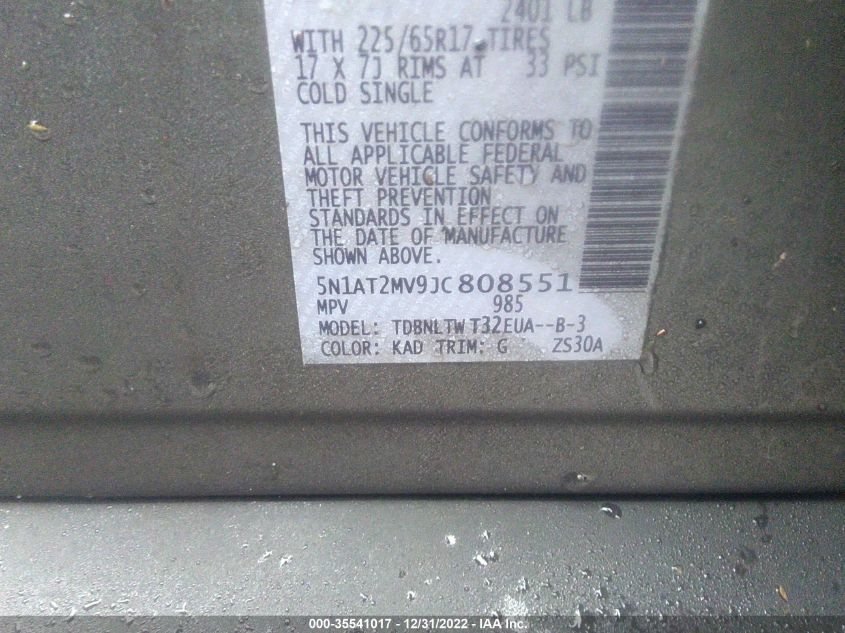 2401 LB
WITH 225/65R17 TIRES
17 X 7J RIMS AT 33 PSI
COLD SINGLE
THIS VEHICLE CONFORMS TO
ALL APPLICABLE FEDERAL
MOTOR VEHICLE SAFETY AND
THEFT PREVENTION
STANDARDS IN EFFECT ON
THE DATE OF MANUFACTURE
SHOWN ABOVE.
5N1AT2MV9JC808551
MPV 985
MODEL: TDBNLTW T32EUA--B-3
COLOR: KAD TRIM: G ZS30A
000-35541017 - 12/31/2022 - IAA Inc.